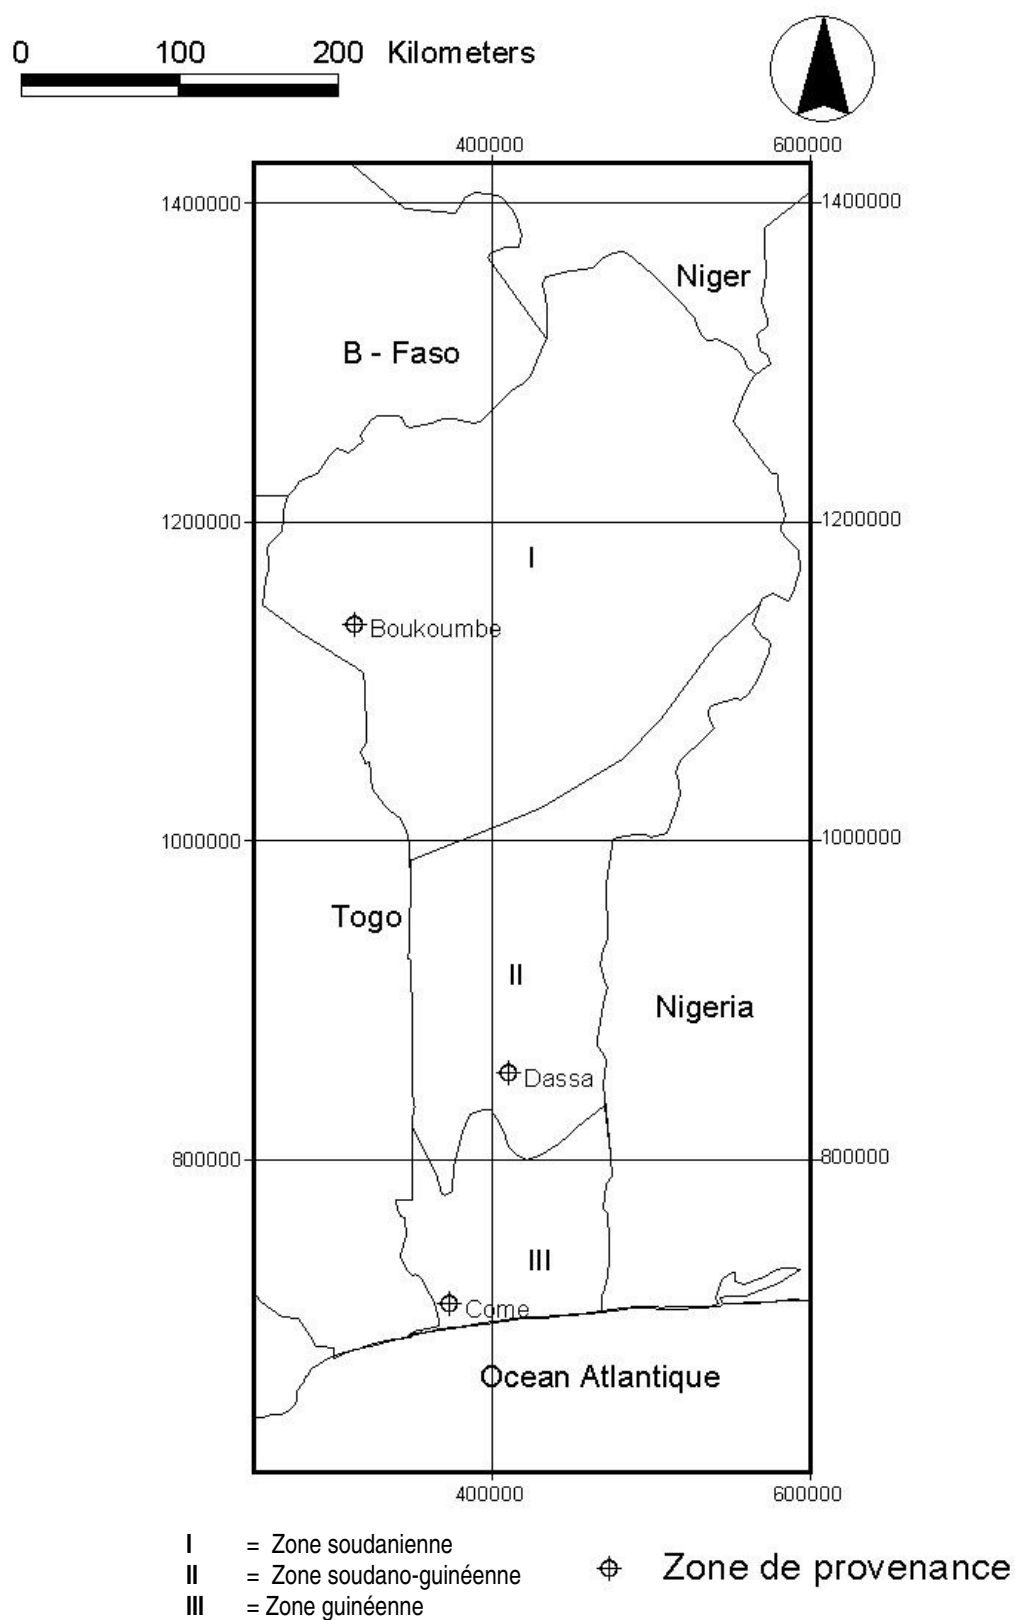 0 100 200 Kilometers
400000 600000
1400000 1400000
Niger
B - Faso
1200000 1200000
I
Boukoumbe
1000000 1000000
Togo
II
Nigeria
Dassa
800000 800000
III
Come
Ocean Atlantique
400000 600000
I = Zone soudanienne
II = Zone soudano-guinéenne
III = Zone guinéenne
Zone de provenance